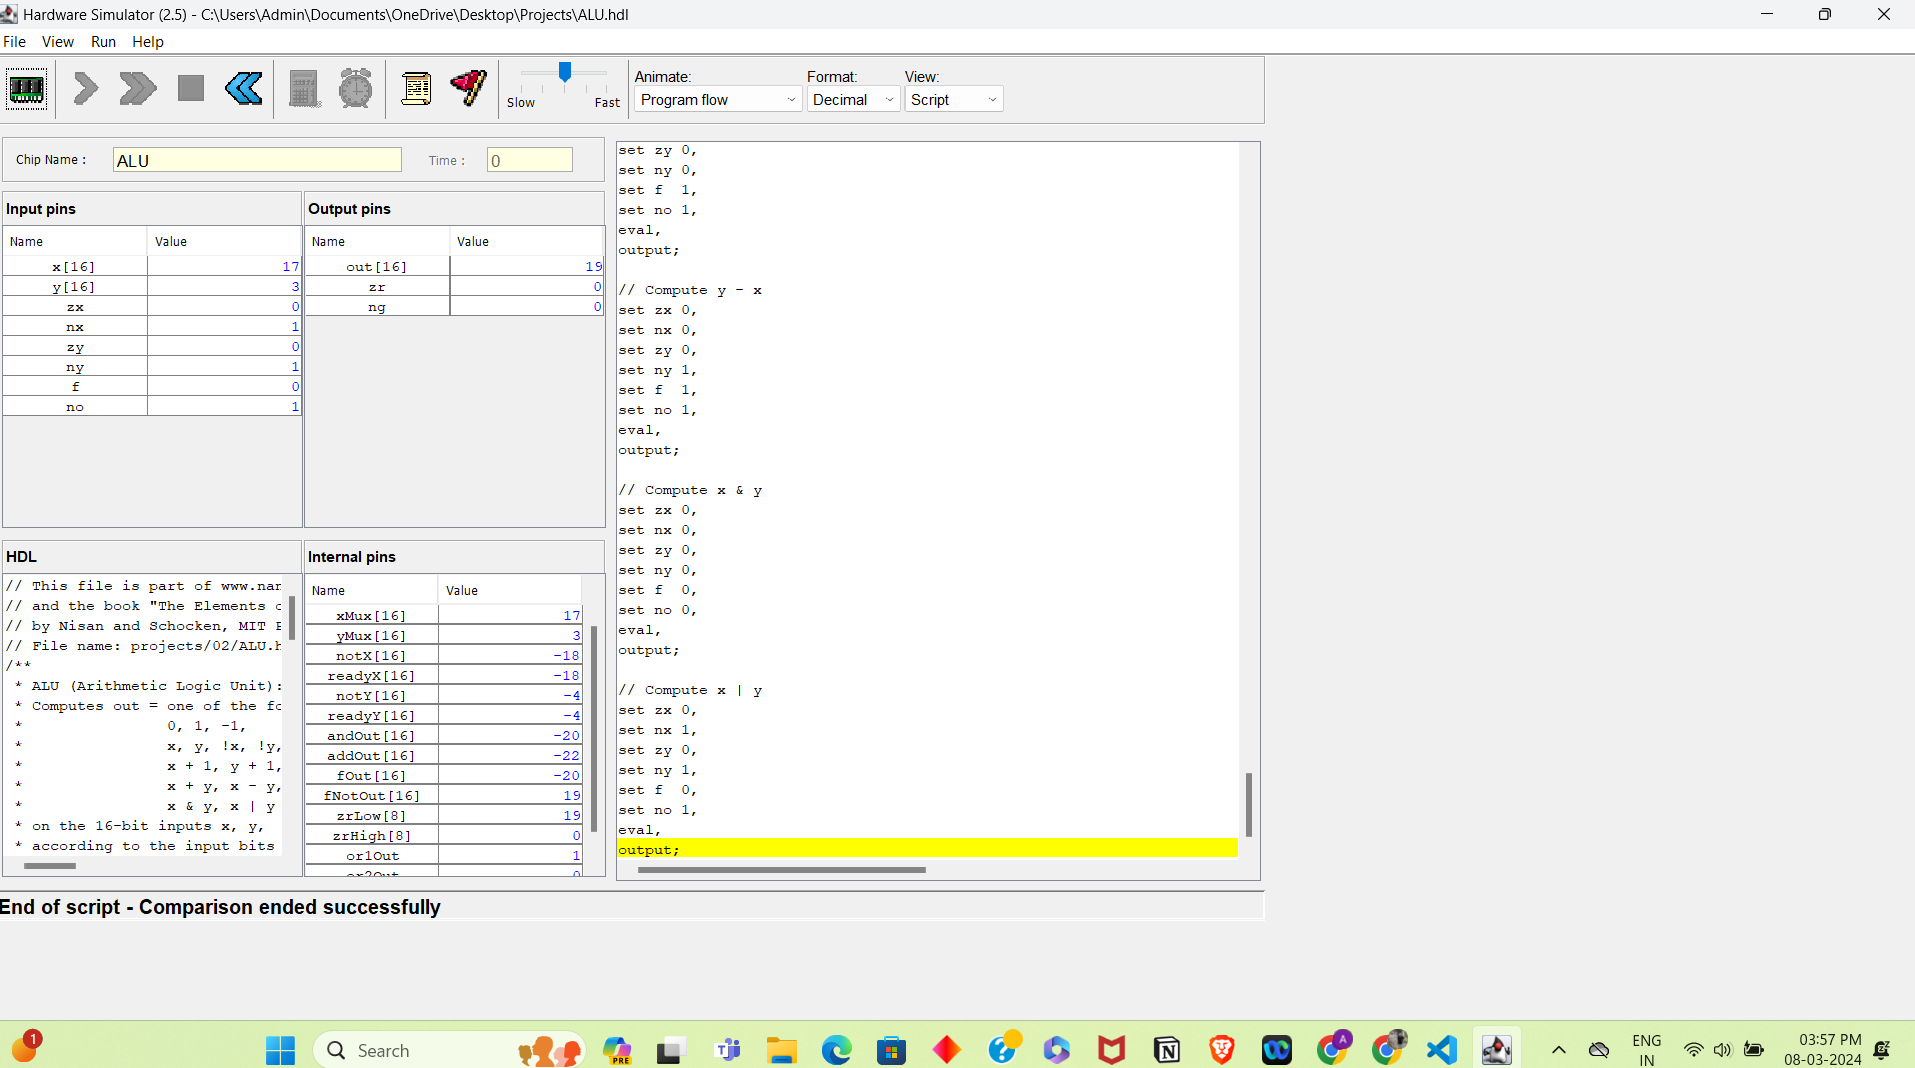 Hardware Simulator (2.5) - C:\Users\Admin\Documents\OneDrive\Desktop\Projects\ALU.hdl
File View Run Help
Slow Fast
Animate: Format: View:
Program flow Decimal Script
Chip Name : ALU Time : 0
Input pins
Name Value
x[16] 17
y[16] 3
zx 0
nx 1
zy 0
ny 1
f 0
no 1
Output pins
Name Value
out[16] 19
zr 0
ng 0
HDL
// This file is part of www.nan
// and the book "The Elements
// by Nisan and Schocken, MIT
// File name: projects/02/ALU.h
/**
* ALU (Arithmetic Logic Unit):
* Computes out = one of the fo
* 0, 1, -1,
* x, y, !x, !y,
* x + 1, y + 1,
* x + y, x - y,
* x & y, x | y
* on the 16-bit inputs x, y,
* according to the input bits
Internal pins
Name Value
xMux[16] 17
yMux[16] 3
notX[16] -18
readyX[16] -18
notY[16] -4
readyY[16] -4
andOut[16] -20
addOut[16] -22
fOut[16] -20
fNotOut[16] 19
zrLow[8] 19
zrHigh[8] 0
or1Out 1
or2Out 0
set zy 0,
set ny 0,
set f 1,
set no 1,
eval,
output;
// Compute y - x
set zx 0,
set nx 0,
set zy 0,
set ny 1,
set f 1,
set no 1,
eval,
output;
// Compute x & y
set zx 0,
set nx 0,
set zy 0,
set ny 0,
set f 0,
set no 0,
eval,
output;
// Compute x | y
set zx 0,
set nx 1,
set zy 0,
set ny 1,
set f 0,
set no 1,
eval,
output;
End of script - Comparison ended successfully
1
Search
PRE
A
ENG
IN
03:57 PM
08-03-2024